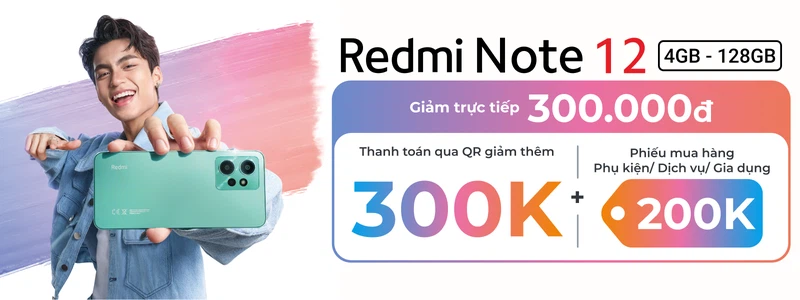 Redmi Note 12 4GB - 128GB
Giảm trực tiếp 300.000đ
Thanh toán qua QR giảm thêm
300K
+
Phiếu mua hàng
Phụ kiện/ Dịch vụ/ Gia dụng
200K
Redmi